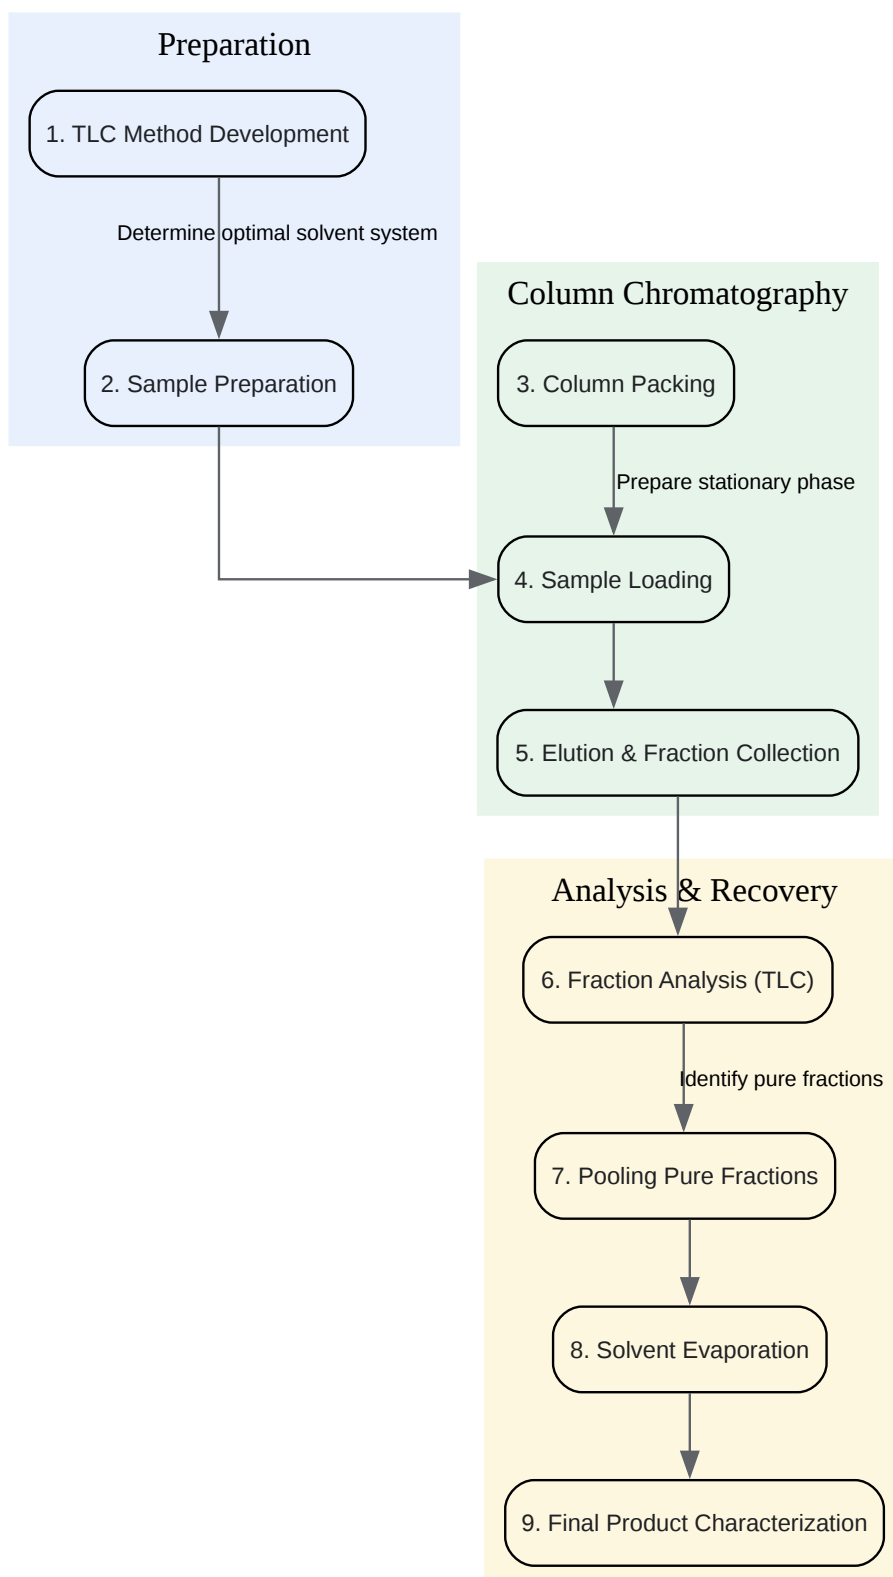 Preparation
1. TLC Method Development
Determine optimal solvent system
2. Sample Preparation
Column Chromatography
3. Column Packing
Prepare stationary phase
4. Sample Loading
5. Elution & Fraction Collection
Analysis & Recovery
6. Fraction Analysis (TLC)
Identify pure fractions
7. Pooling Pure Fractions
8. Solvent Evaporation
9. Final Product Characterization